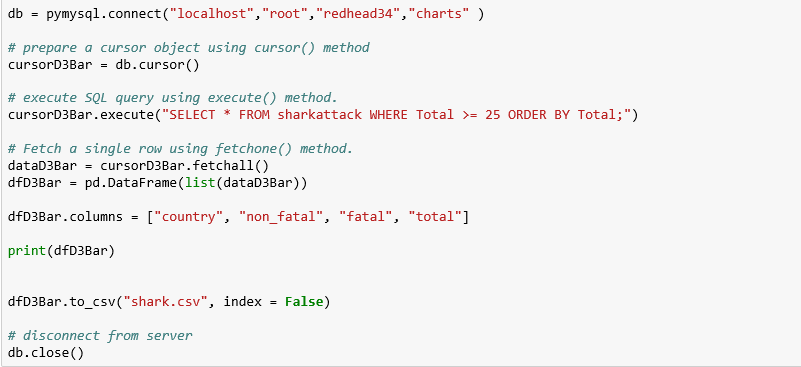 db = pymysql.connect("localhost","root","redhead34","charts" )
# prepare a cursor object using cursor() method
cursorD3Bar = db.cursor()
# execute SQL query using execute() method.
cursorD3Bar.execute("SELECT * FROM sharkattack WHERE Total >= 25 ORDER BY Total;")
# Fetch a single row using fetchone() method.
dataD3Bar = cursorD3Bar.fetchall()
dfD3Bar = pd.DataFrame(list(dataD3Bar))
dfD3Bar.columns = ["country", "non_fatal", "fatal", "total"]
print(dfD3Bar)
dfD3Bar.to_csv("shark.csv", index = False)
# disconnect from server
db.close()